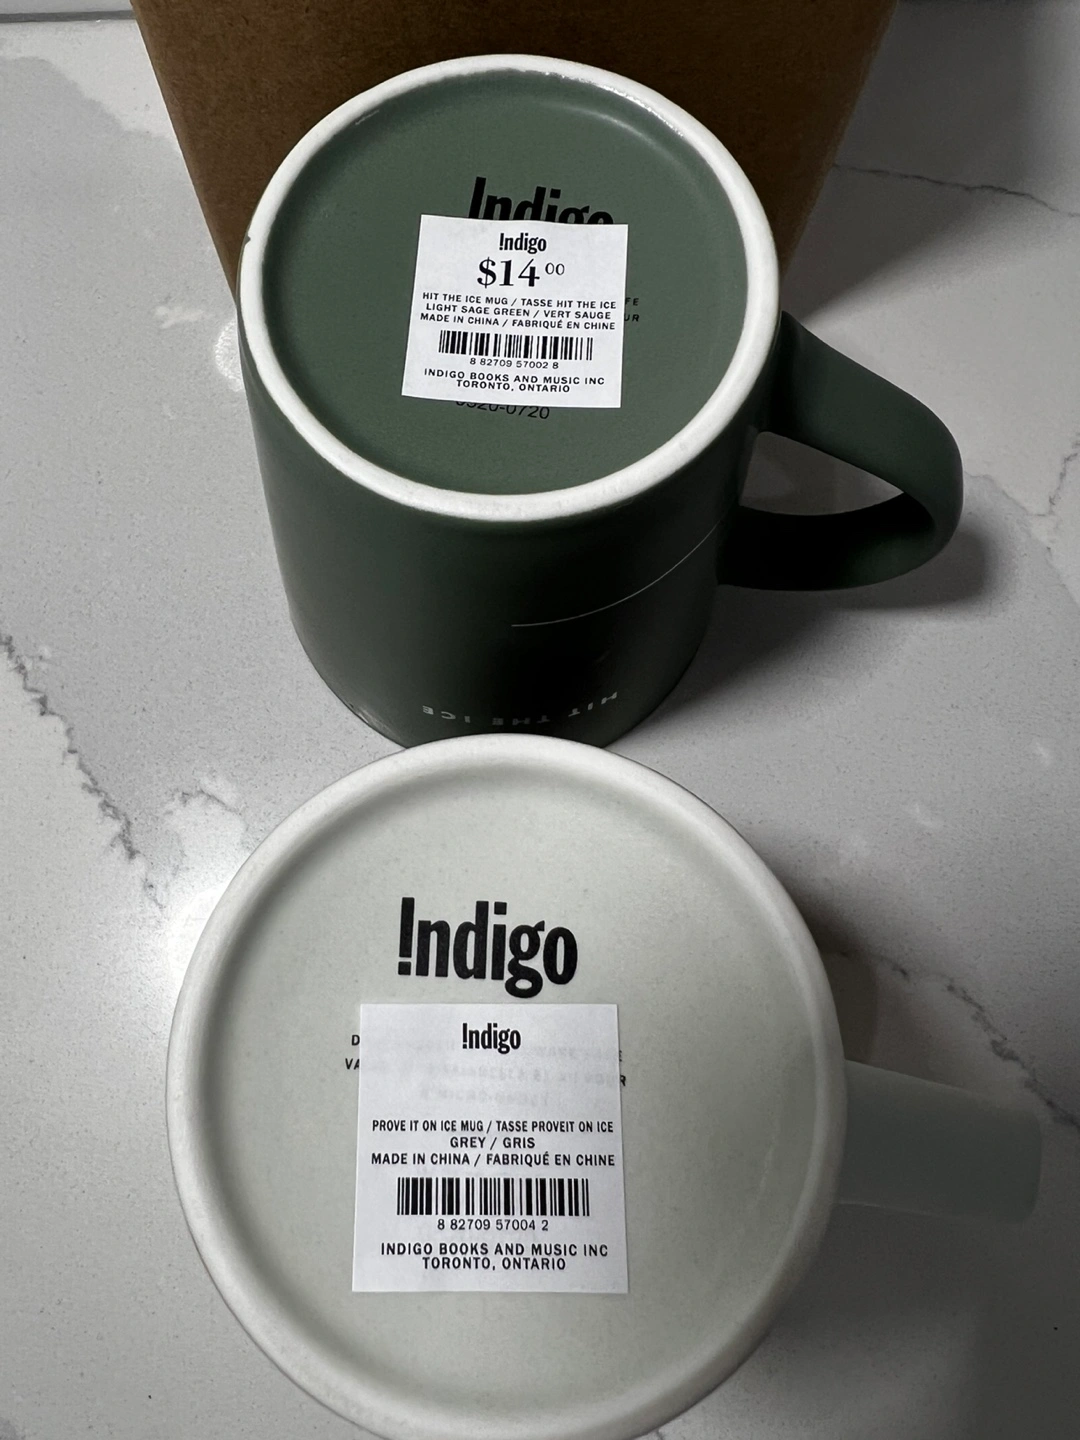 Indigo
Indigo
$14.00
HIT THE ICE MUG / TASSE HIT THE ICE
LIGHT SAGE GREEN / VERT SAUGE
MADE IN CHINA / FABRIQUÉ EN CHINE
8 82709 57002 8
INDIGO BOOKS AND MUSIC INC
TORONTO, ONTARIO
0520-0720
HIT THE ICE
Indigo
Indigo
PROVE IT ON ICE MUG / TASSE PROVEIT ON ICE
GREY / GRIS
MADE IN CHINA / FABRIQUÉ EN CHINE
8 82709 57004 2
INDIGO BOOKS AND MUSIC INC
TORONTO, ONTARIO